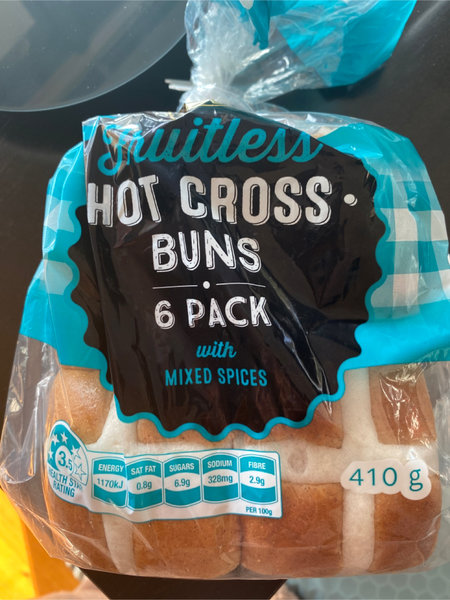 fruitless
HOT CROSS
BUNS
6 PACK
with
MIXED SPICES
3.5
HEALTH STAR
RATING
ENERGY 1170kJ
SAT FAT 0.8g
SUGARS 6.9g
SODIUM 328mg
FIBRE 2.9g
PER 100g
410 g